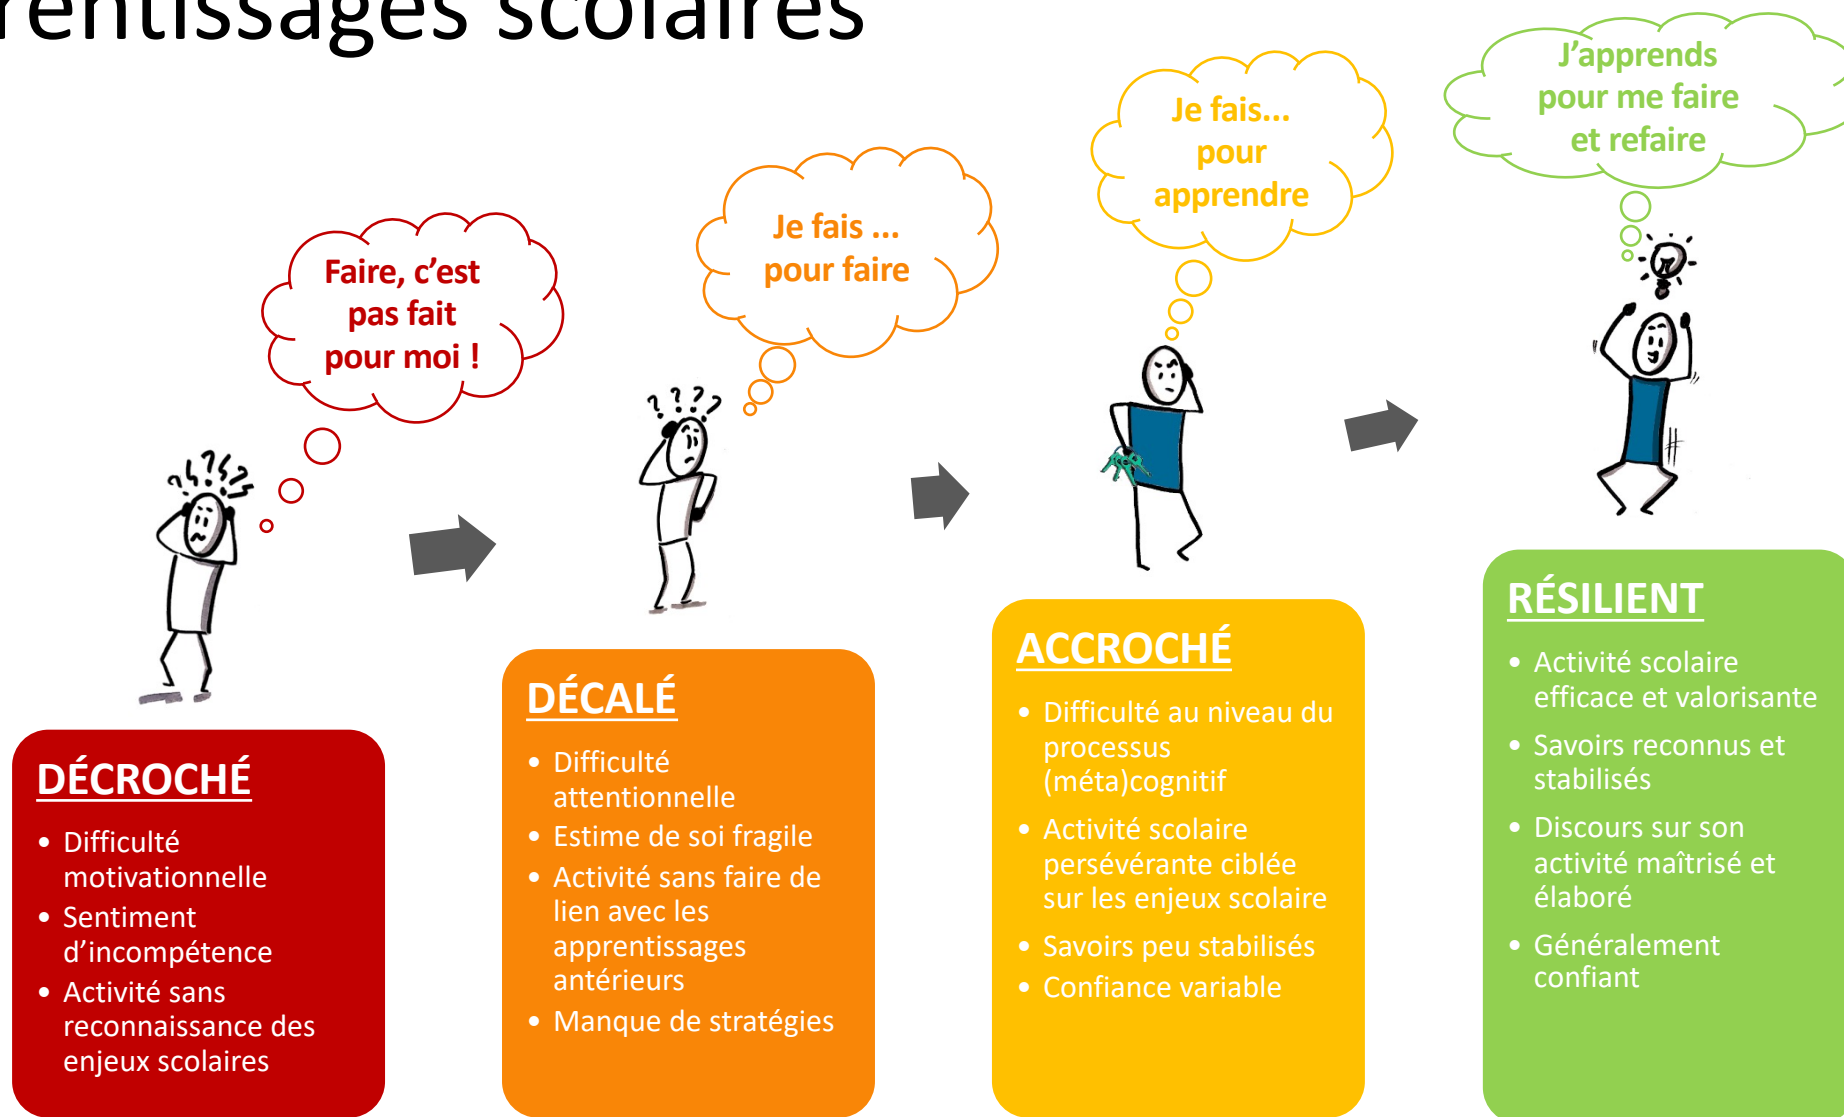 rentissages scolaires
Faire, c’est
pas fait
pour moi !
Je fais ...
pour faire
Je fais...
pour
apprendre
J’apprends
pour me faire
et refaire
DÉCROCHÉ
• Difficulté
motivationnelle
• Sentiment
d’incompétence
• Activité sans
reconnaissance des
enjeux scolaires
DÉCALÉ
• Difficulté
attentionnelle
• Estime de soi fragile
• Activité sans faire de
lien avec les
apprentissages
antérieurs
• Manque de stratégies
ACCROCHÉ
• Difficulté au niveau du
processus
(méta)cognitif
• Activité scolaire
persévérante ciblée
sur les enjeux scolaire
• Savoirs peu stabilisés
• Confiance variable
RÉSILIENT
• Activité scolaire
efficace et valorisante
• Savoirs reconnus et
stabilisés
• Discours sur son
activité maîtrisé et
élaboré
• Généralement
confiant